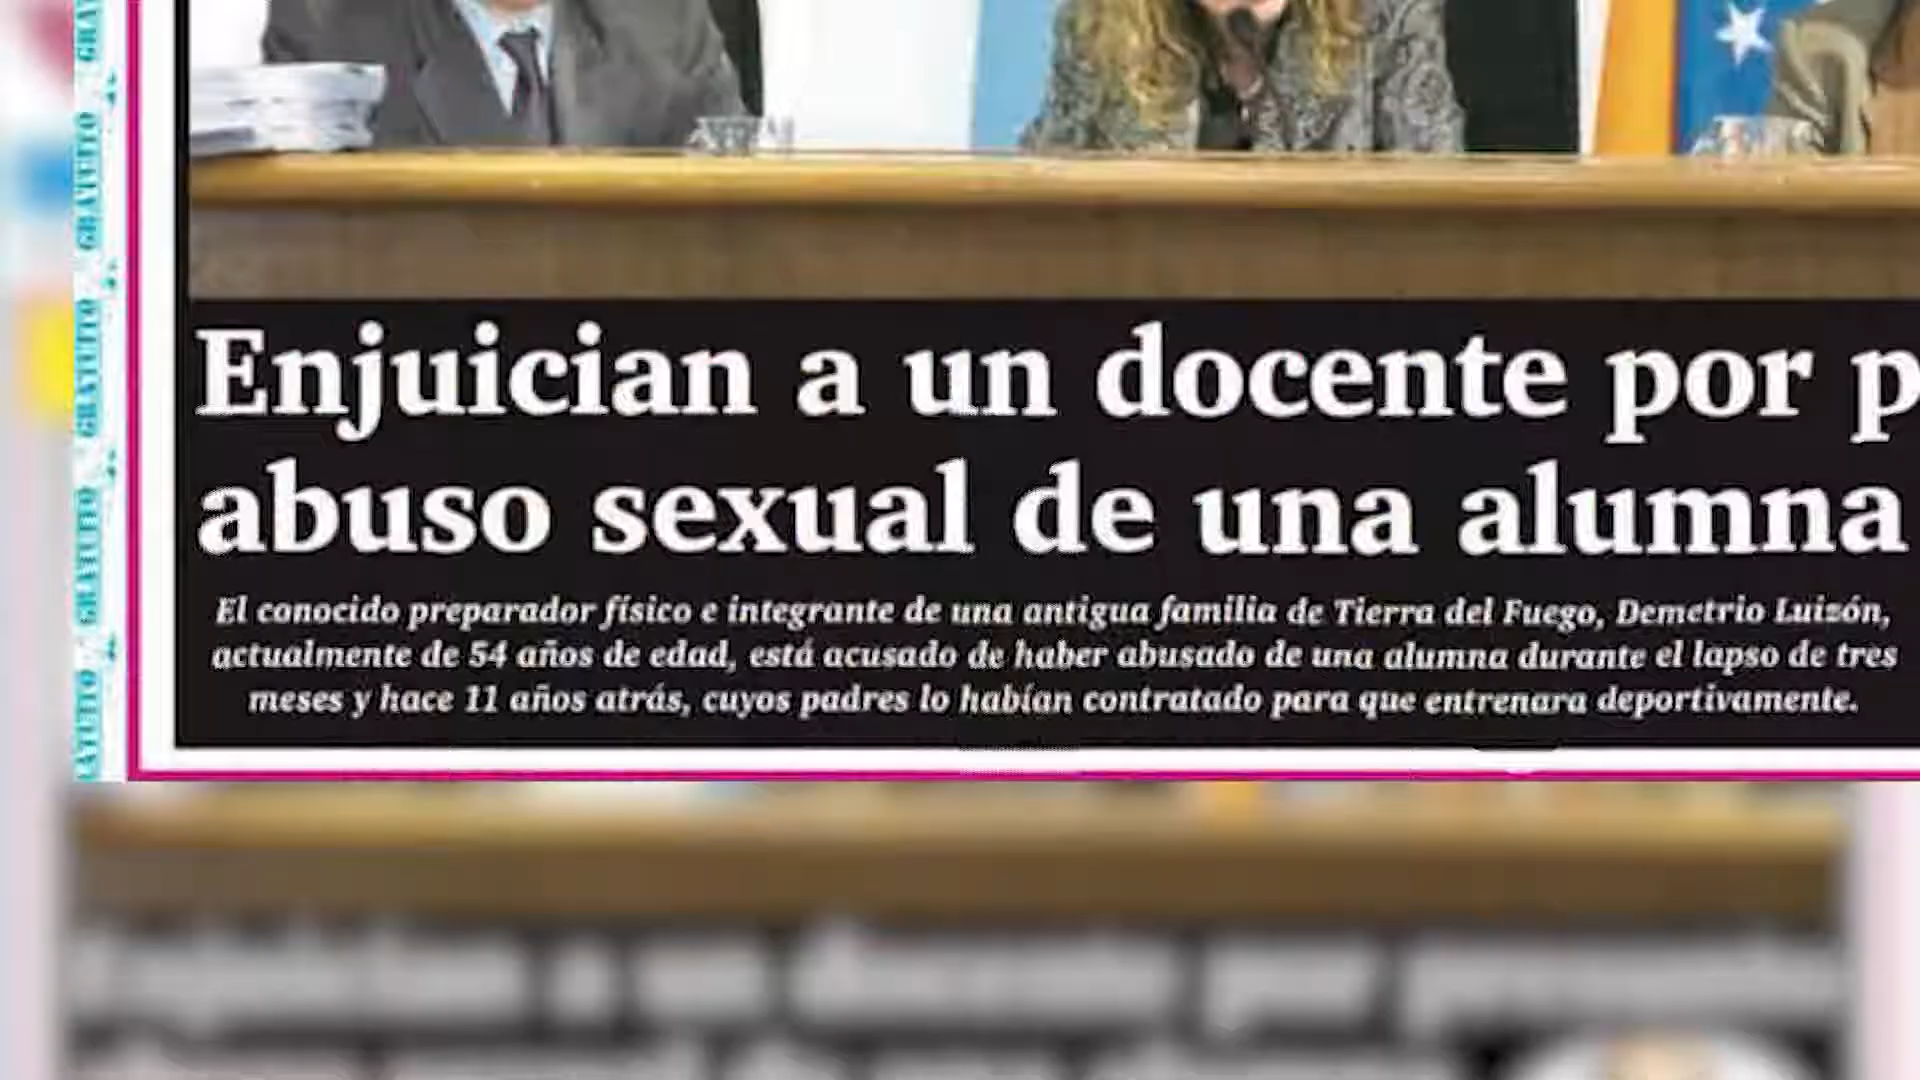 Enjuician a un docente por p
abuso sexual de una alumna
El conocido preparador físico e integrante de una antigua familia de Tierra del Fuego, Demetrio Luizón,
actualmente de 54 años de edad, está acusado de haber abusado de una alumna durante el lapso de tres
meses y hace 11 años atrás, cuyos padres lo habían contratado para que entrenara deportivamente.
GRATUITO
GRATUITO
GRATUITO